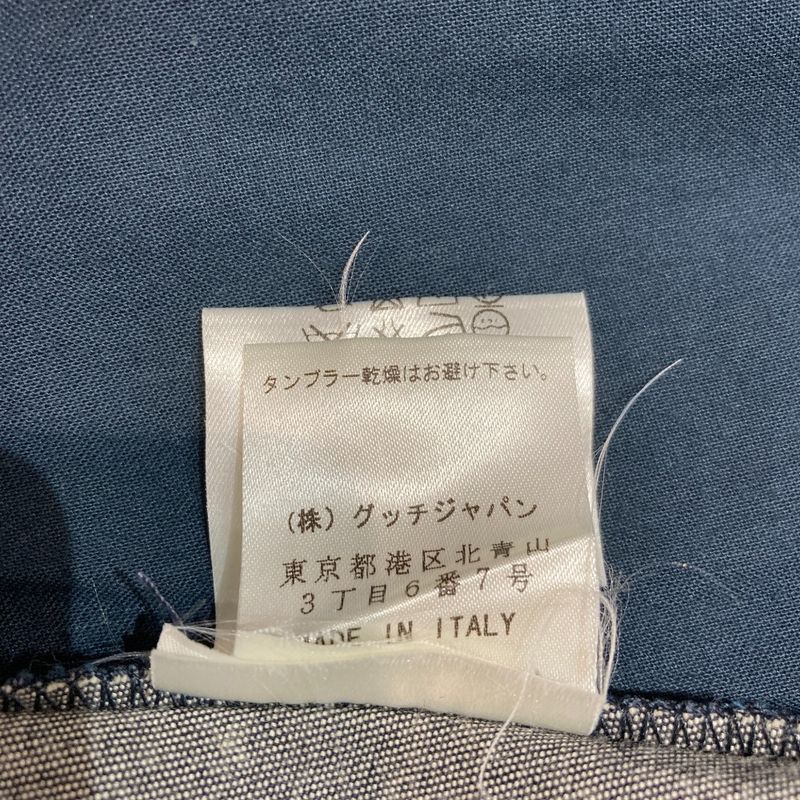 タンブラー乾燥はお避け下さい。
(株)グッチジャパン
東京都港区北青山
3丁目6番7号
MADE IN ITALY